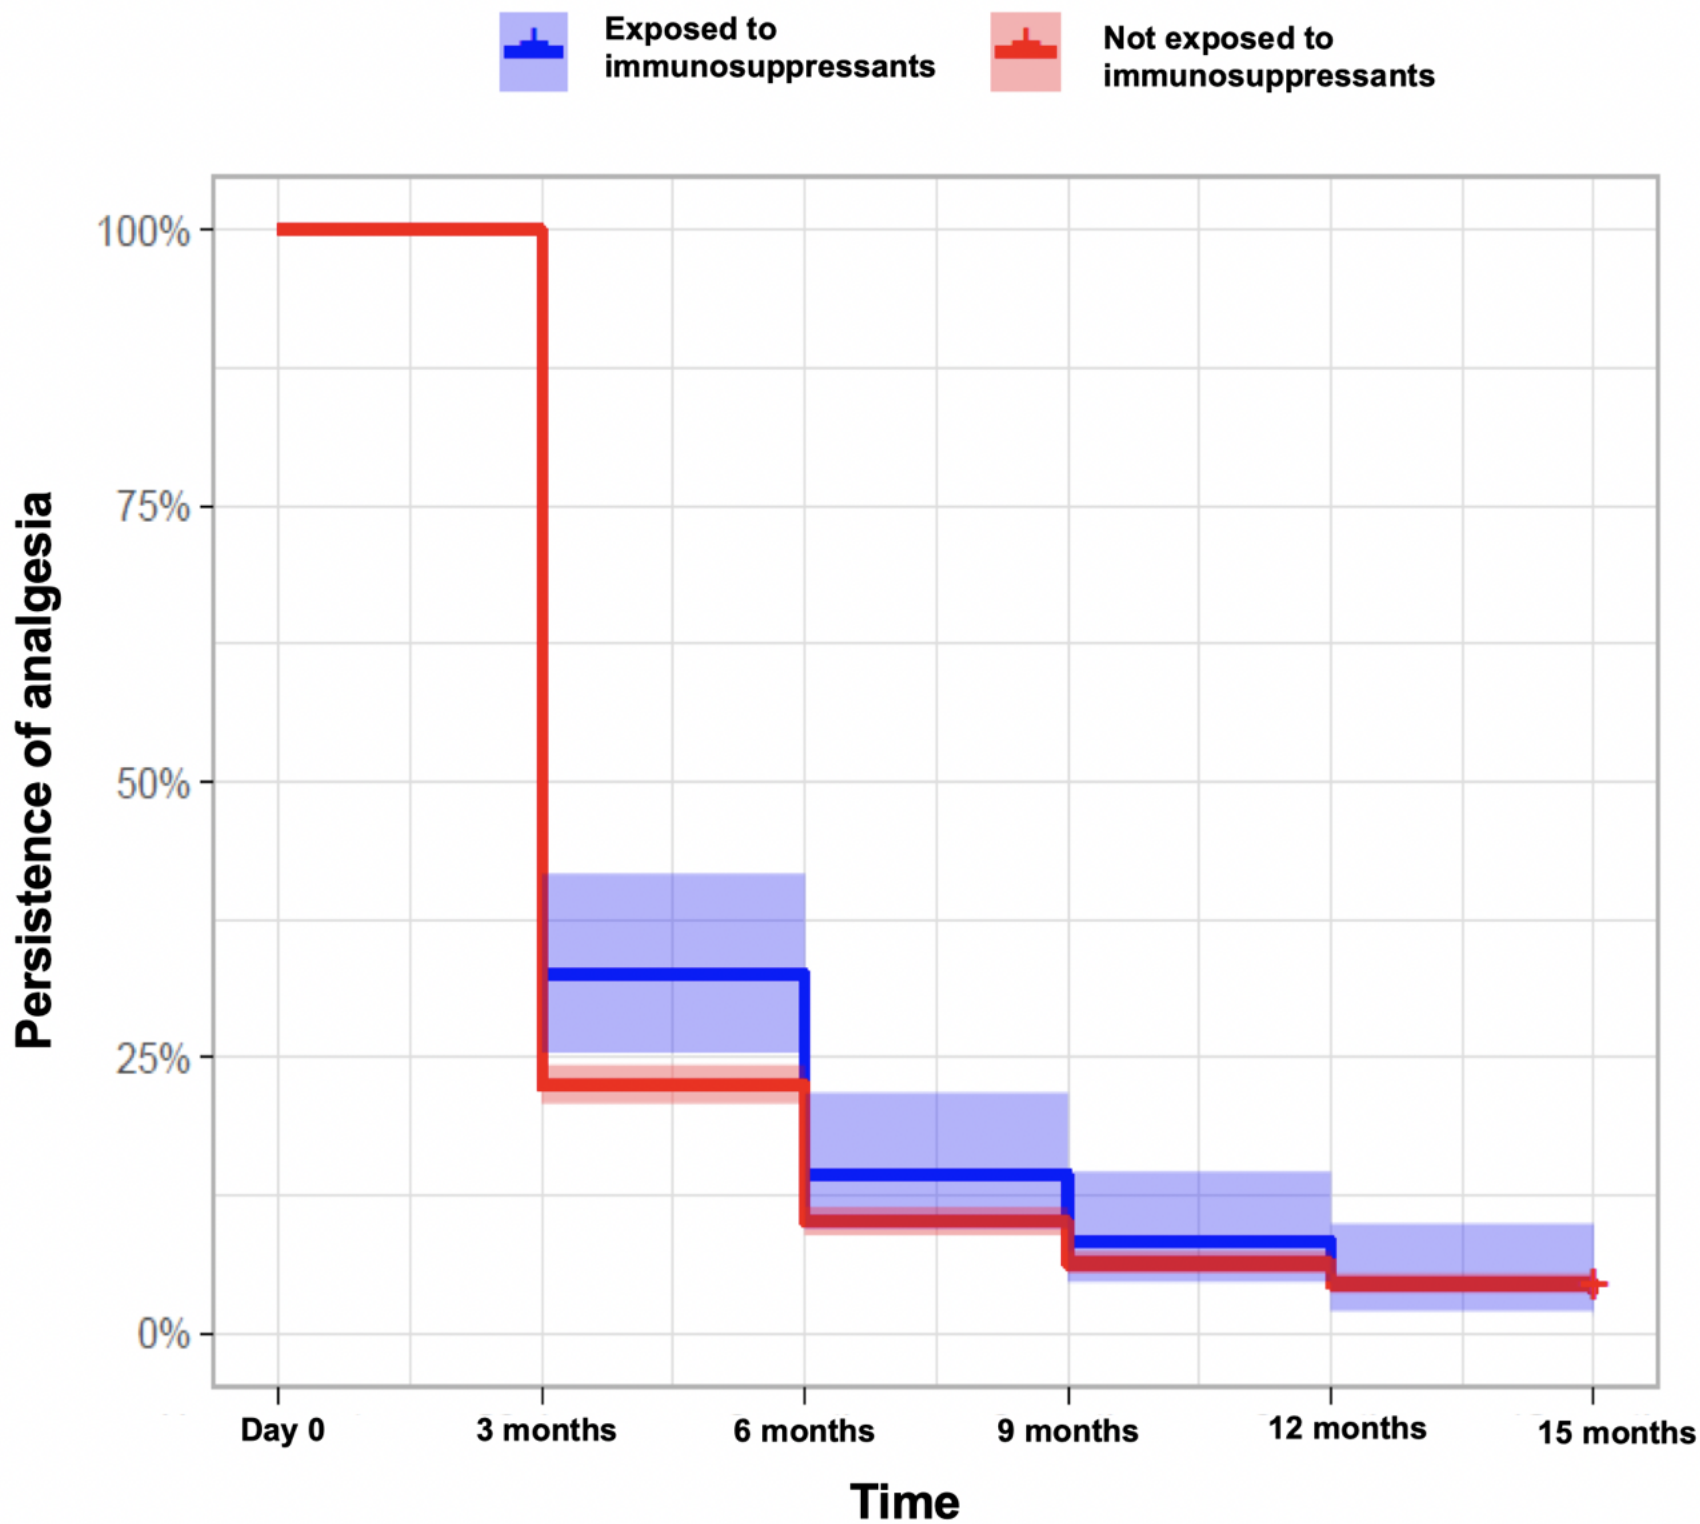 Exposed to
immunosuppressants
Not exposed to
immunosuppressants
Persistence of analgesia
100%
75%
50%
25%
0%
Day 0
3 months
6 months
9 months
12 months
15 months
Time